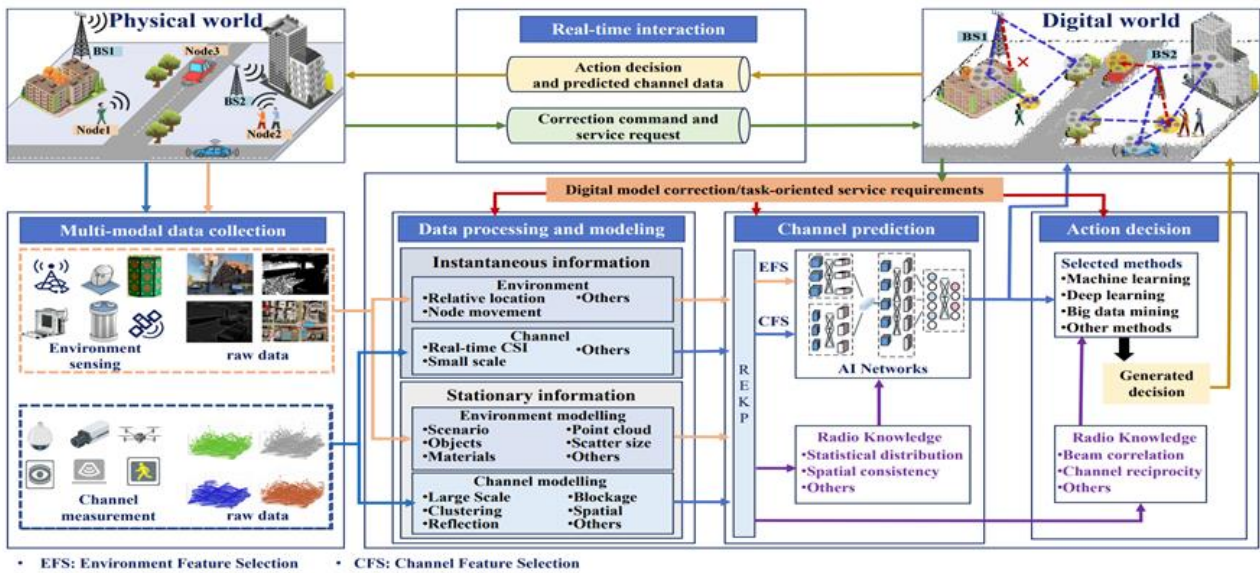 Physical world
BS1
Node3
BS2
Node1
Node2
Real-time interaction
Action decision
and predicted channel data
Correction command and
service request
Digital world
BS1
BS2
Digital model correction/task-oriented service requirements
Multi-modal data collection
Environment
sensing
raw data
Channel
measurement
raw data
Data processing and modeling
Instantaneous information
Environment
•Relative location •Others
•Node movement
Channel
•Real-time CSI •Others
•Small scale
Stationary information
Environment modelling
•Scenario •Point cloud
•Objects •Scatter size
•Materials •Others
Channel modelling
•Large Scale •Blockage
•Clustering •Spatial
•Reflection •Others
Channel prediction
REKP
EFS
CFS
AI Networks
Radio Knowledge
•Statistical distribution
•Spatial consistency
•Others
Action decision
Selected methods
•Machine learning
•Deep learning
•Big data mining
•Other methods
Generated
decision
Radio Knowledge
•Beam correlation
•Channel reciprocity
•Others
• EFS: Environment Feature Selection • CFS: Channel Feature Selection